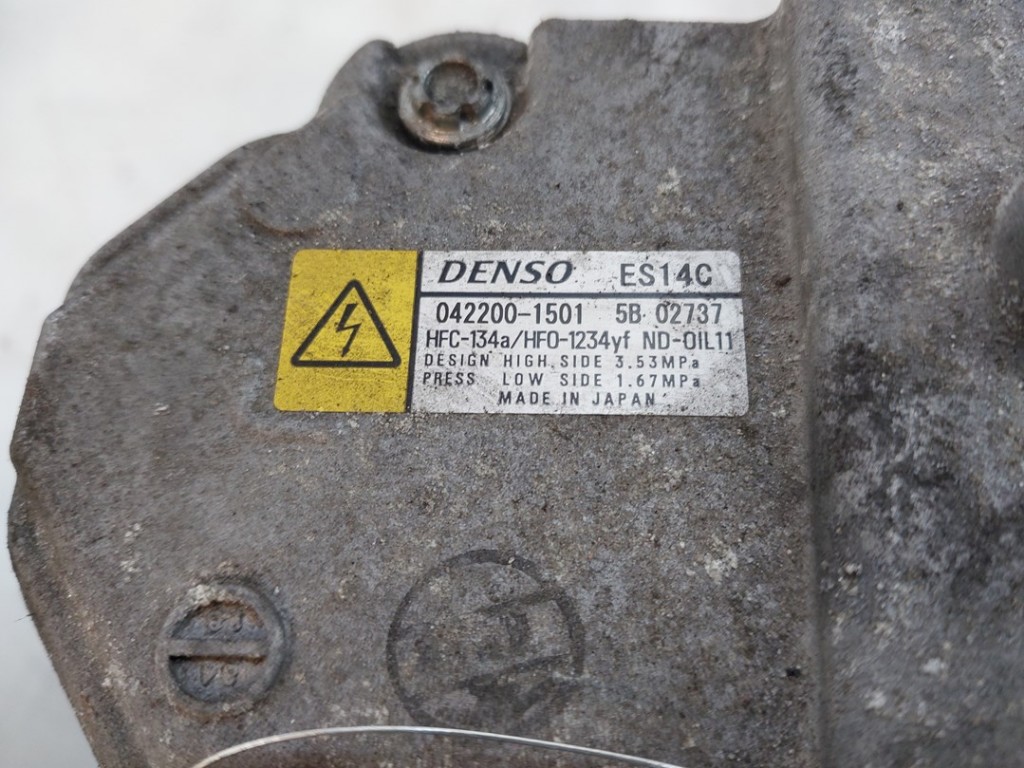 DENSO ES14C
042200-1501 5B 02737
HFC-134a/HFO-1234yf ND-OIL11
DESIGN HIGH SIDE 3.53MPa
PRESS LOW SIDE 1.67MPa
MADE IN JAPAN